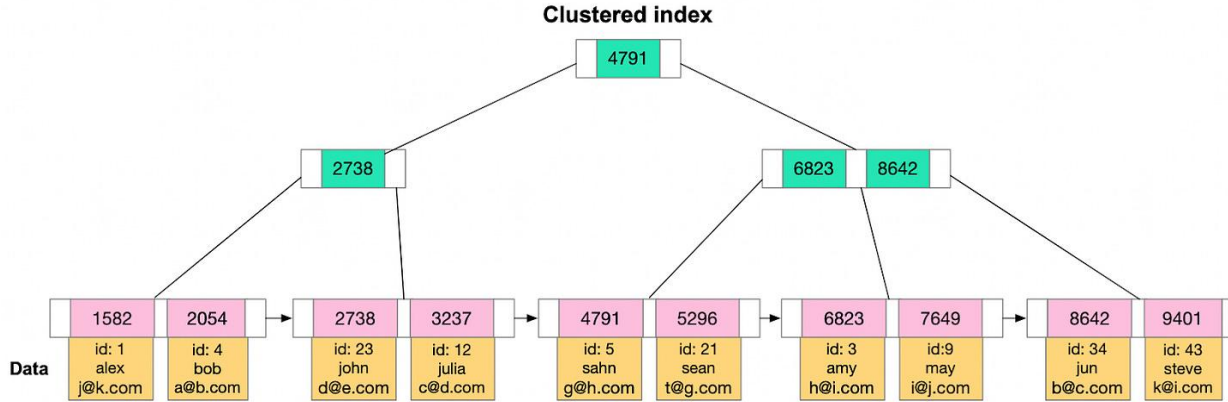 Clustered index
4791
2738
6823 8642
1582 2054 2738 3237 4791 5296 6823 7649 8642 9401
Data
id: 1
alex
j@k.com
id: 4
bob
a@b.com
id: 23
john
d@e.com
id: 12
julia
c@d.com
id: 5
sahn
g@h.com
id: 21
sean
t@g.com
id: 3
amy
h@i.com
id:9
may
i@j.com
id: 34
jun
b@c.com
id: 43
steve
k@i.com